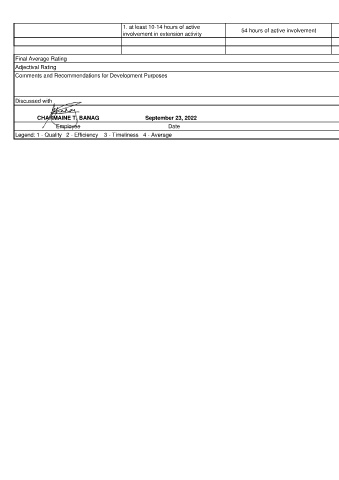 1. at least 10-14 hours of active
involvement in extension activity
54 hours of active involvement
Final Average Rating
Adjectival Rating
Comments and Recommendations for Development Purposes
Discussed with
CHARMAINE T. BANAG
September 23, 2022
Employee
Date
Legend: 1 - Quality 2 - Efficiency 3 - Timeliness 4 - Average